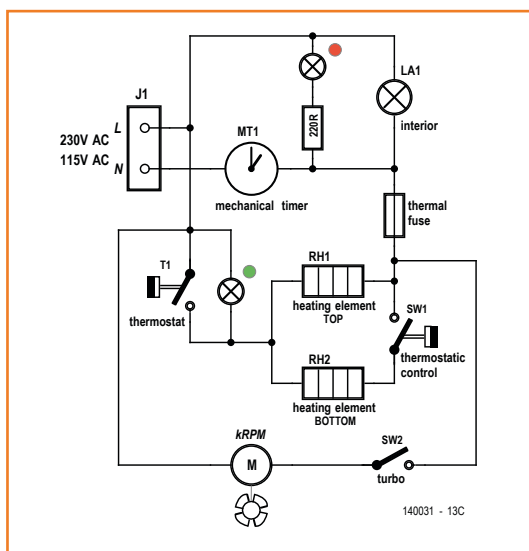 J1
L
230V AC
115V AC
N
MT1
mechanical timer
220R
LA1
interior
thermal
fuse
T1
thermostat
RH1
heating element
TOP
RH2
heating element
BOTTOM
SW1
thermostatic
control
kRPM
M
SW2
turbo
140031 - 13C